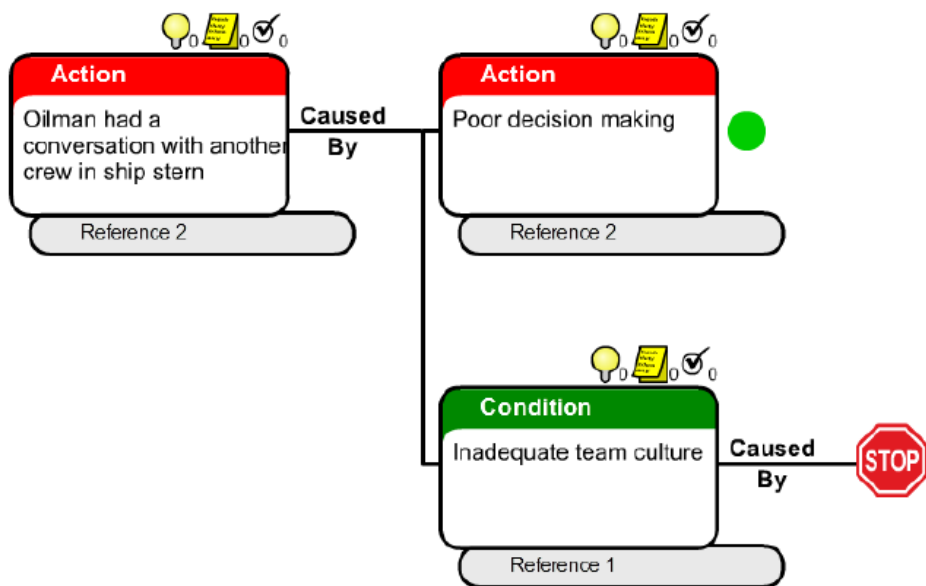 0 0 0
Action
Oilman had a
conversation with another
crew in ship stern
Reference 2
Caused
By
0 0 0
Action
Poor decision making
Reference 2
0 0 0
Condition
Inadequate team culture
Reference 1
Caused
By
STOP